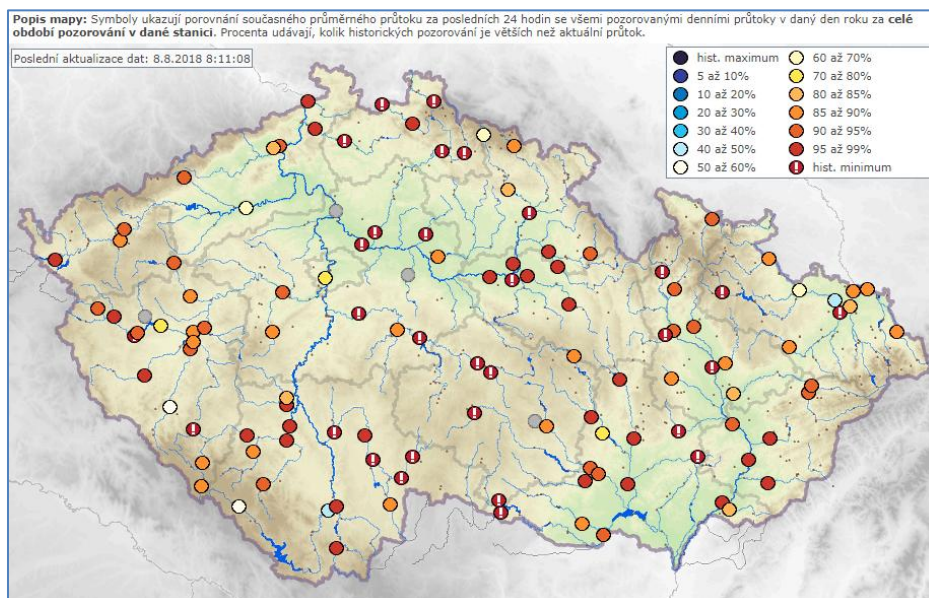 Popis mapy: Symboly ukazují porovnání současného průměrného průtoku za posledních 24 hodin se všemi pozorovanými denními průtoky v daný den roku za celé
období pozorování v dané stanici. Procenta udávají, kolik historických pozorování je větších než aktuální průtok.
Poslední aktualizace dat: 8.8.2018 8:11:08
hist. maximum
5 až 10%
10 až 20%
20 až 30%
30 až 40%
40 až 50%
50 až 60%
60 až 70%
70 až 80%
80 až 85%
85 až 90%
90 až 95%
95 až 99%
hist. minimum